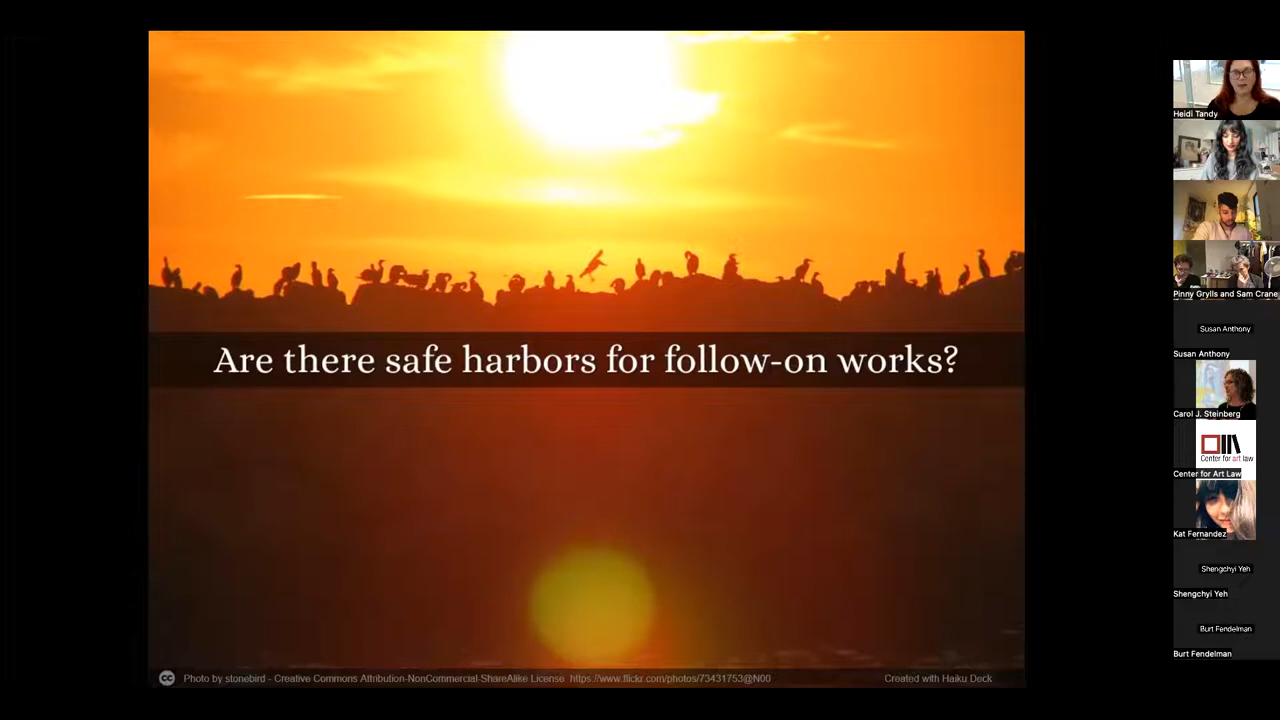 Are there safe harbors for follow-on works?
cc Photo by stonebird - Creative Commons Attribution-NonCommercial-ShareAlike License https://www.flickr.com/photos/73431753@N00
Created with Haiku Deck
Heidi Tandy
Pinny Grylls and Sam Crane
Susan Anthony
Susan Anthony
Carol J. Steinberg
Center for art law
Center for Art Law
Kat Fernandez
Shengchyi Yeh
Shengchyi Yeh
Burt Fendelman
Burt Fendelman